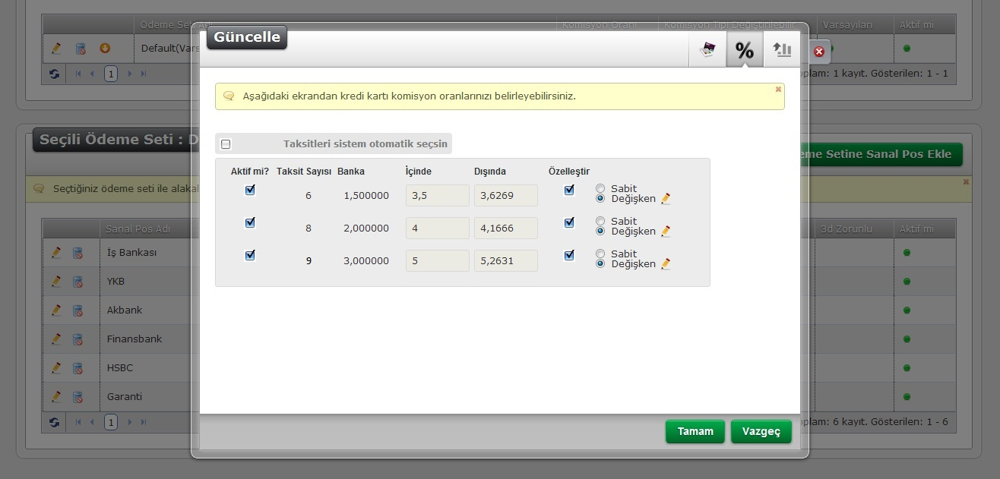 Ödeme Seti Adı Komisyon Oranı Komisyon Tipi Değiştirilebilir Varsayılan Aktif mi
Default(Vars
1
plam: 1 kayıt. Gösterilen: 1 - 1
Güncelle
%
Aşağıdaki ekrandan kredi kartı komisyon oranlarınızı belirleyebilirsiniz.
Taksitleri sistem otomatik seçsin
Aktif mi? Taksit Sayısı Banka İçinde Dışında Özelleştir
6 1,500000 3,5 3,6269 Sabit
Değişken
8 2,000000 4 4,1666 Sabit
Değişken
9 3,000000 5 5,2631 Sabit
Değişken
Tamam Vazgeç
Seçili Ödeme Seti : D
eme Setine Sanal Pos Ekle
Seçtiğiniz ödeme seti ile alakal
Sanal Pos Adı 3d Zorunlu Aktif mi
İş Bankası
YKB
Akbank
Finansbank
HSBC
Garanti
1
plam: 6 kayıt. Gösterilen: 1 - 6